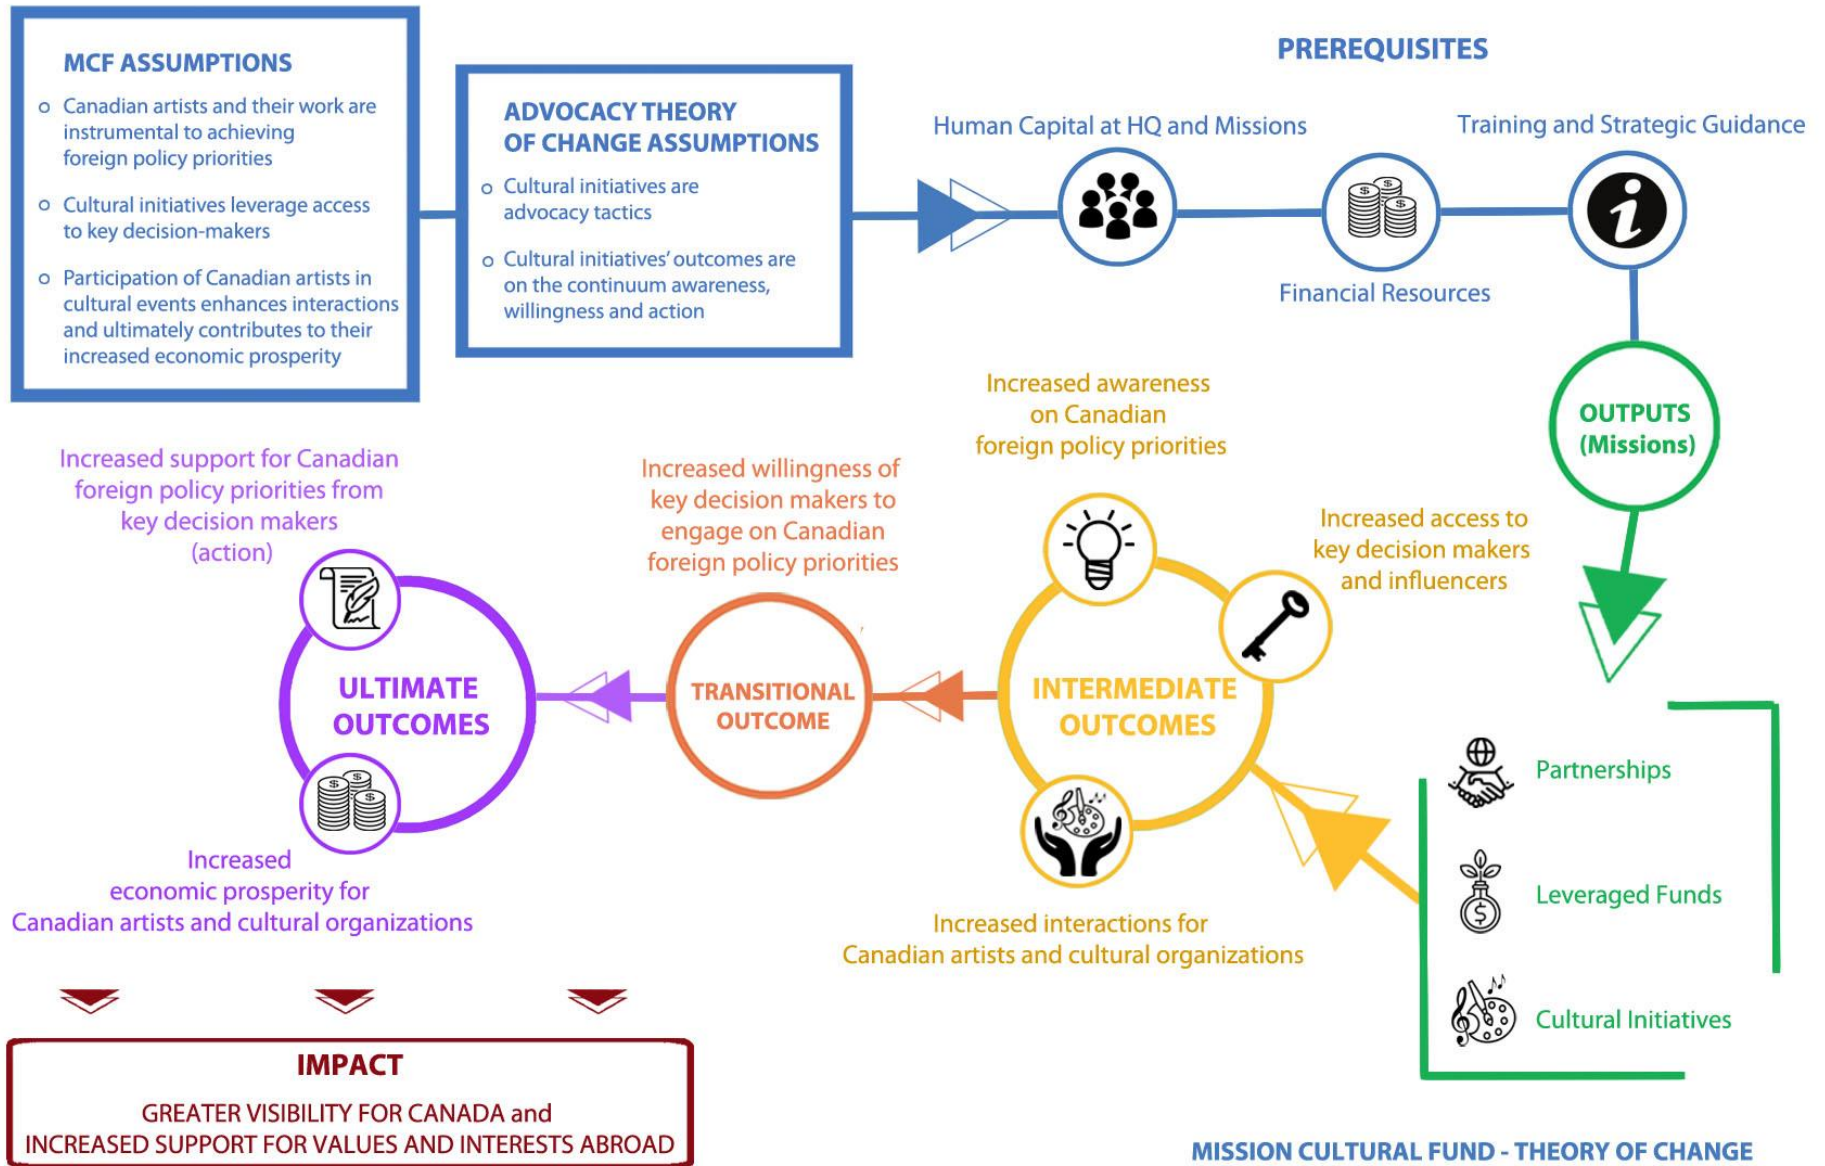 MCF ASSUMPTIONS
Canadian artists and their work are
instrumental to achieving
foreign policy priorities
Cultural initiatives leverage access
to key decision-makers
Participation of Canadian artists in
cultural events enhances interactions
and ultimately contributes to their
increased economic prosperity
ADVOCACY THEORY
OF CHANGE ASSUMPTIONS
Cultural initiatives are
advocacy tactics
Cultural initiatives' outcomes are
on the continuum awareness,
willingness and action
PREREQUISITES
Human Capital at HQ and Missions
Financial Resources
Training and Strategic Guidance
OUTPUTS
(Missions)
Partnerships
Leveraged Funds
Cultural Initiatives
Increased awareness
on Canadian
foreign policy priorities
Increased access to
key decision makers
and influencers
INTERMEDIATE
OUTCOMES
Increased interactions for
Canadian artists and cultural organizations
Increased willingness of
key decision makers to
engage on Canadian
foreign policy priorities
TRANSITIONAL
OUTCOME
Increased support for Canadian
foreign policy priorities from
key decision makers
(action)
ULTIMATE
OUTCOMES
Increased
economic prosperity for
Canadian artists and cultural organizations
IMPACT
GREATER VISIBILITY FOR CANADA and
INCREASED SUPPORT FOR VALUES AND INTERESTS ABROAD
MISSION CULTURAL FUND - THEORY OF CHANGE